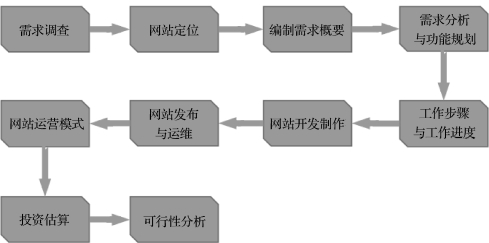 需求调查
网站定位
编制需求概要
需求分析
与功能规划
工作步骤
与工作进度
网站开发制作
网站发布
与运维
网站运营模式
投资估算
可行性分析